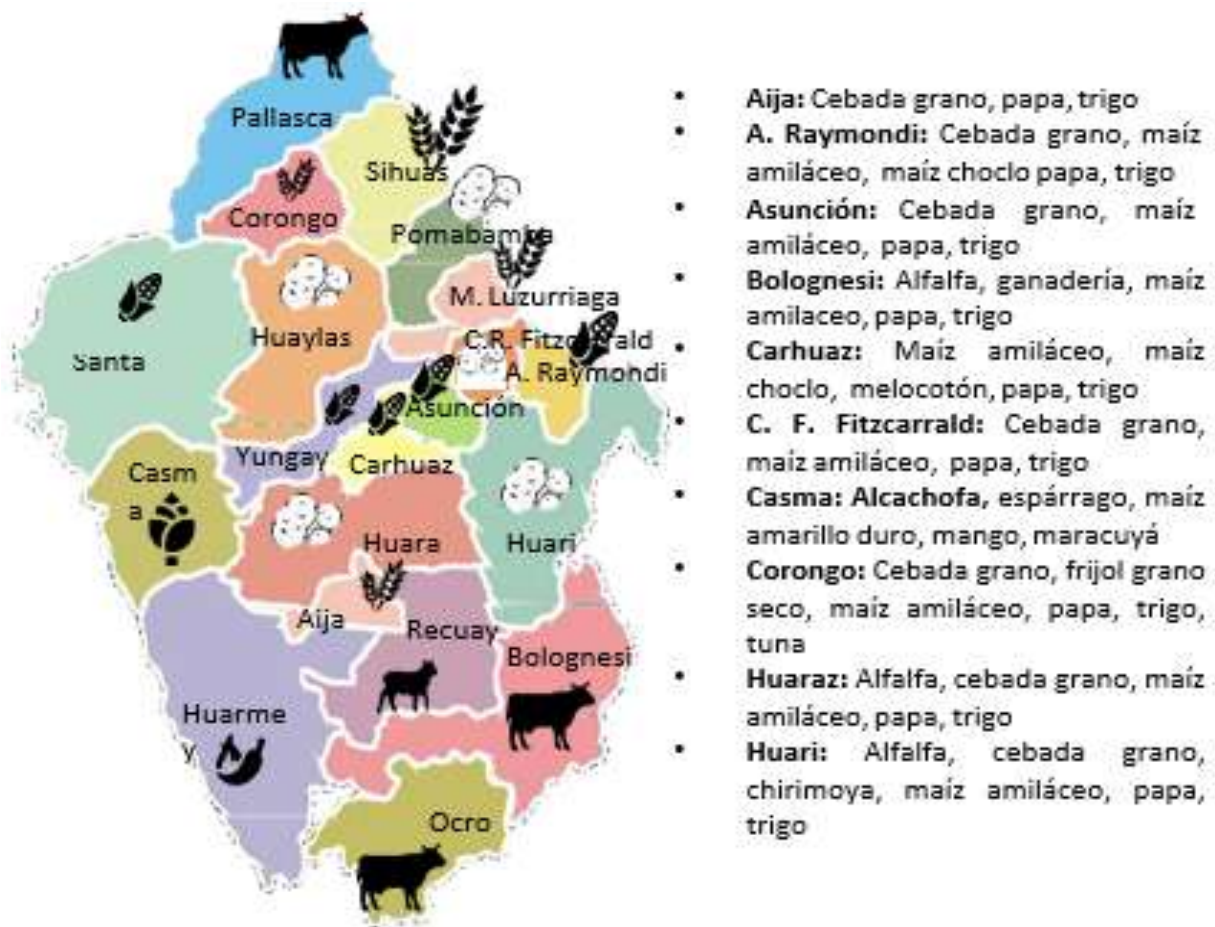 Pallasca
Sihuas
Corongo
Pomabamba
M. Luzurriaga
Santa
Huaylas
C.R. Fitzcarrald
A. Raymondi
Asunción
Yungay
Carhuaz
Casm
a
Huara
Huari
Aija
Recuay
Bolognesi
Huarme
y
Ocro
• Aija: Cebada grano, papa, trigo
• A. Raymondi: Cebada grano, maíz
amiláceo, maíz choclo papa, trigo
• Asunción: Cebada grano, maíz
amiláceo, papa, trigo
• Bolognesi: Alfalfa, ganadería, maíz
amilaceo, papa, trigo
• Carhuaz: Maíz amiláceo, maíz
choclo, melocotón, papa, trigo
• C. F. Fitzcarrald: Cebada grano,
maíz amiláceo, papa, trigo
• Casma: Alcachofa, espárrago, maíz
amarillo duro, mango, maracuyá
• Corongo: Cebada grano, frijol grano
seco, maíz amiláceo, papa, trigo,
tuna
• Huaraz: Alfalfa, cebada grano, maíz
amiláceo, papa, trigo
• Huari: Alfalfa, cebada grano,
chirimoya, maíz amiláceo, papa,
trigo